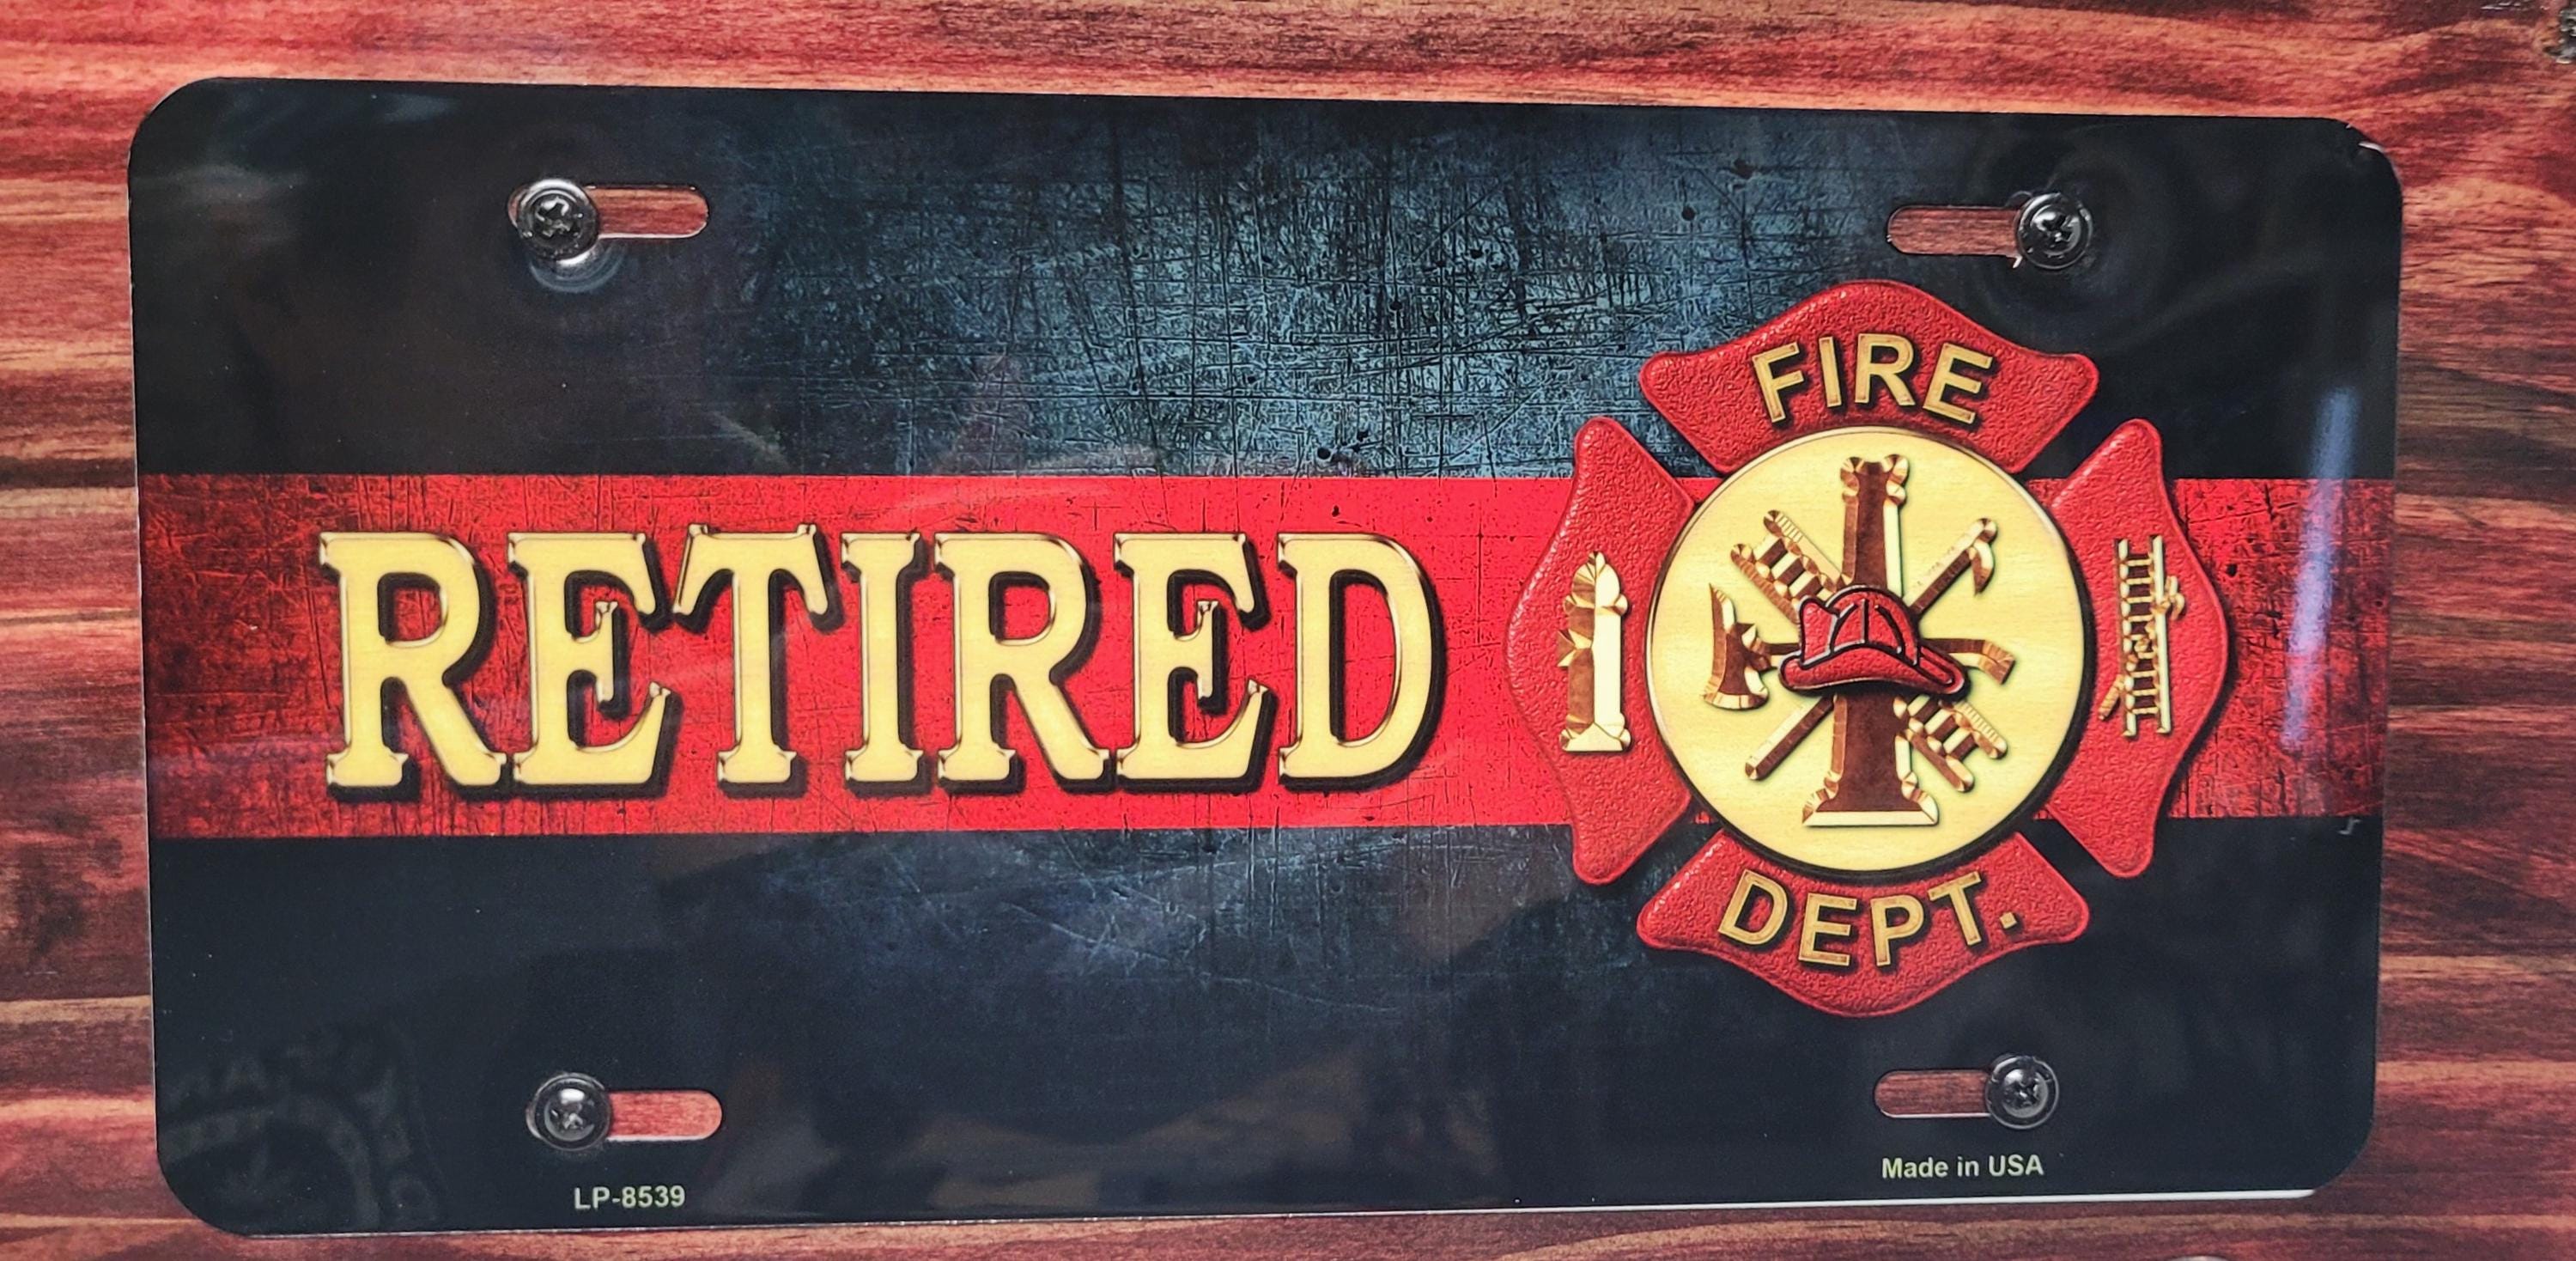 RETIRED
FIRE
DEPT.
LP-8539
Made in USA